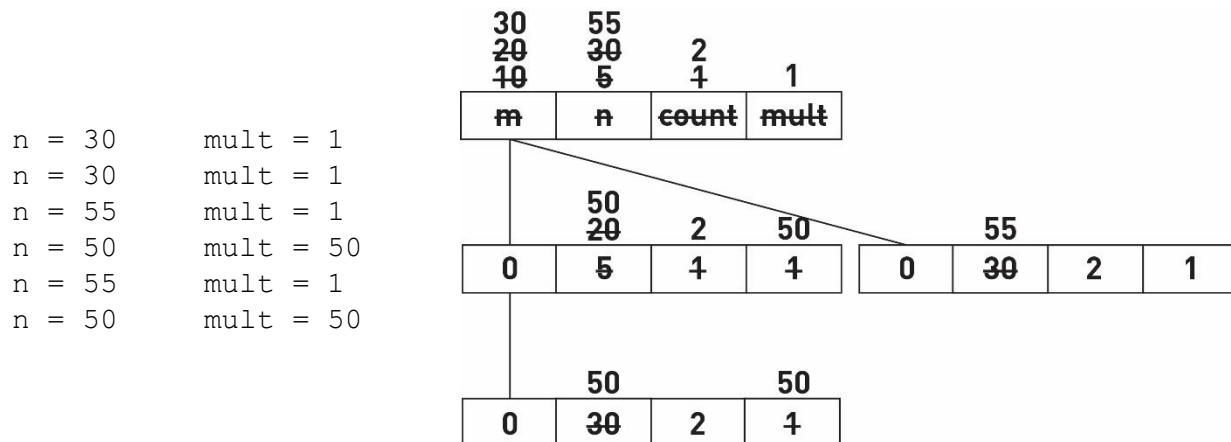 n = 30 mult = 1
n = 30 mult = 1
n = 55 mult = 1
n = 50 mult = 50
n = 55 mult = 1
n = 50 mult = 50
30 55
20 30 2
10 5 1 1
m n count mult
50
20 2 50
0 5 1 1
55
0 30 2 1
50 50
0 30 2 1